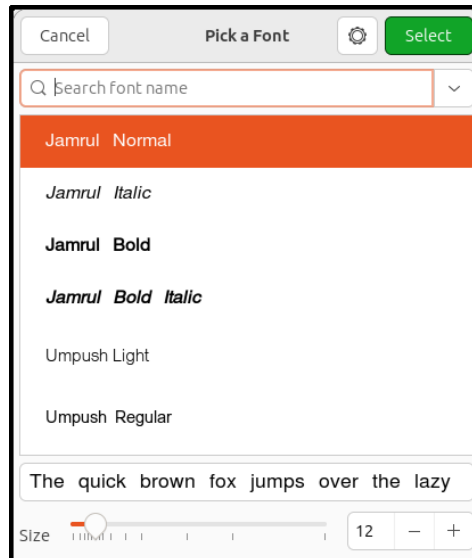 Cancel Pick a Font Select
Search font name
Jamrul Normal
Jamrul Italic
Jamrul Bold
Jamrul Bold Italic
Umpush Light
Umpush Regular
The quick brown fox jumps over the lazy
Size 12 − +